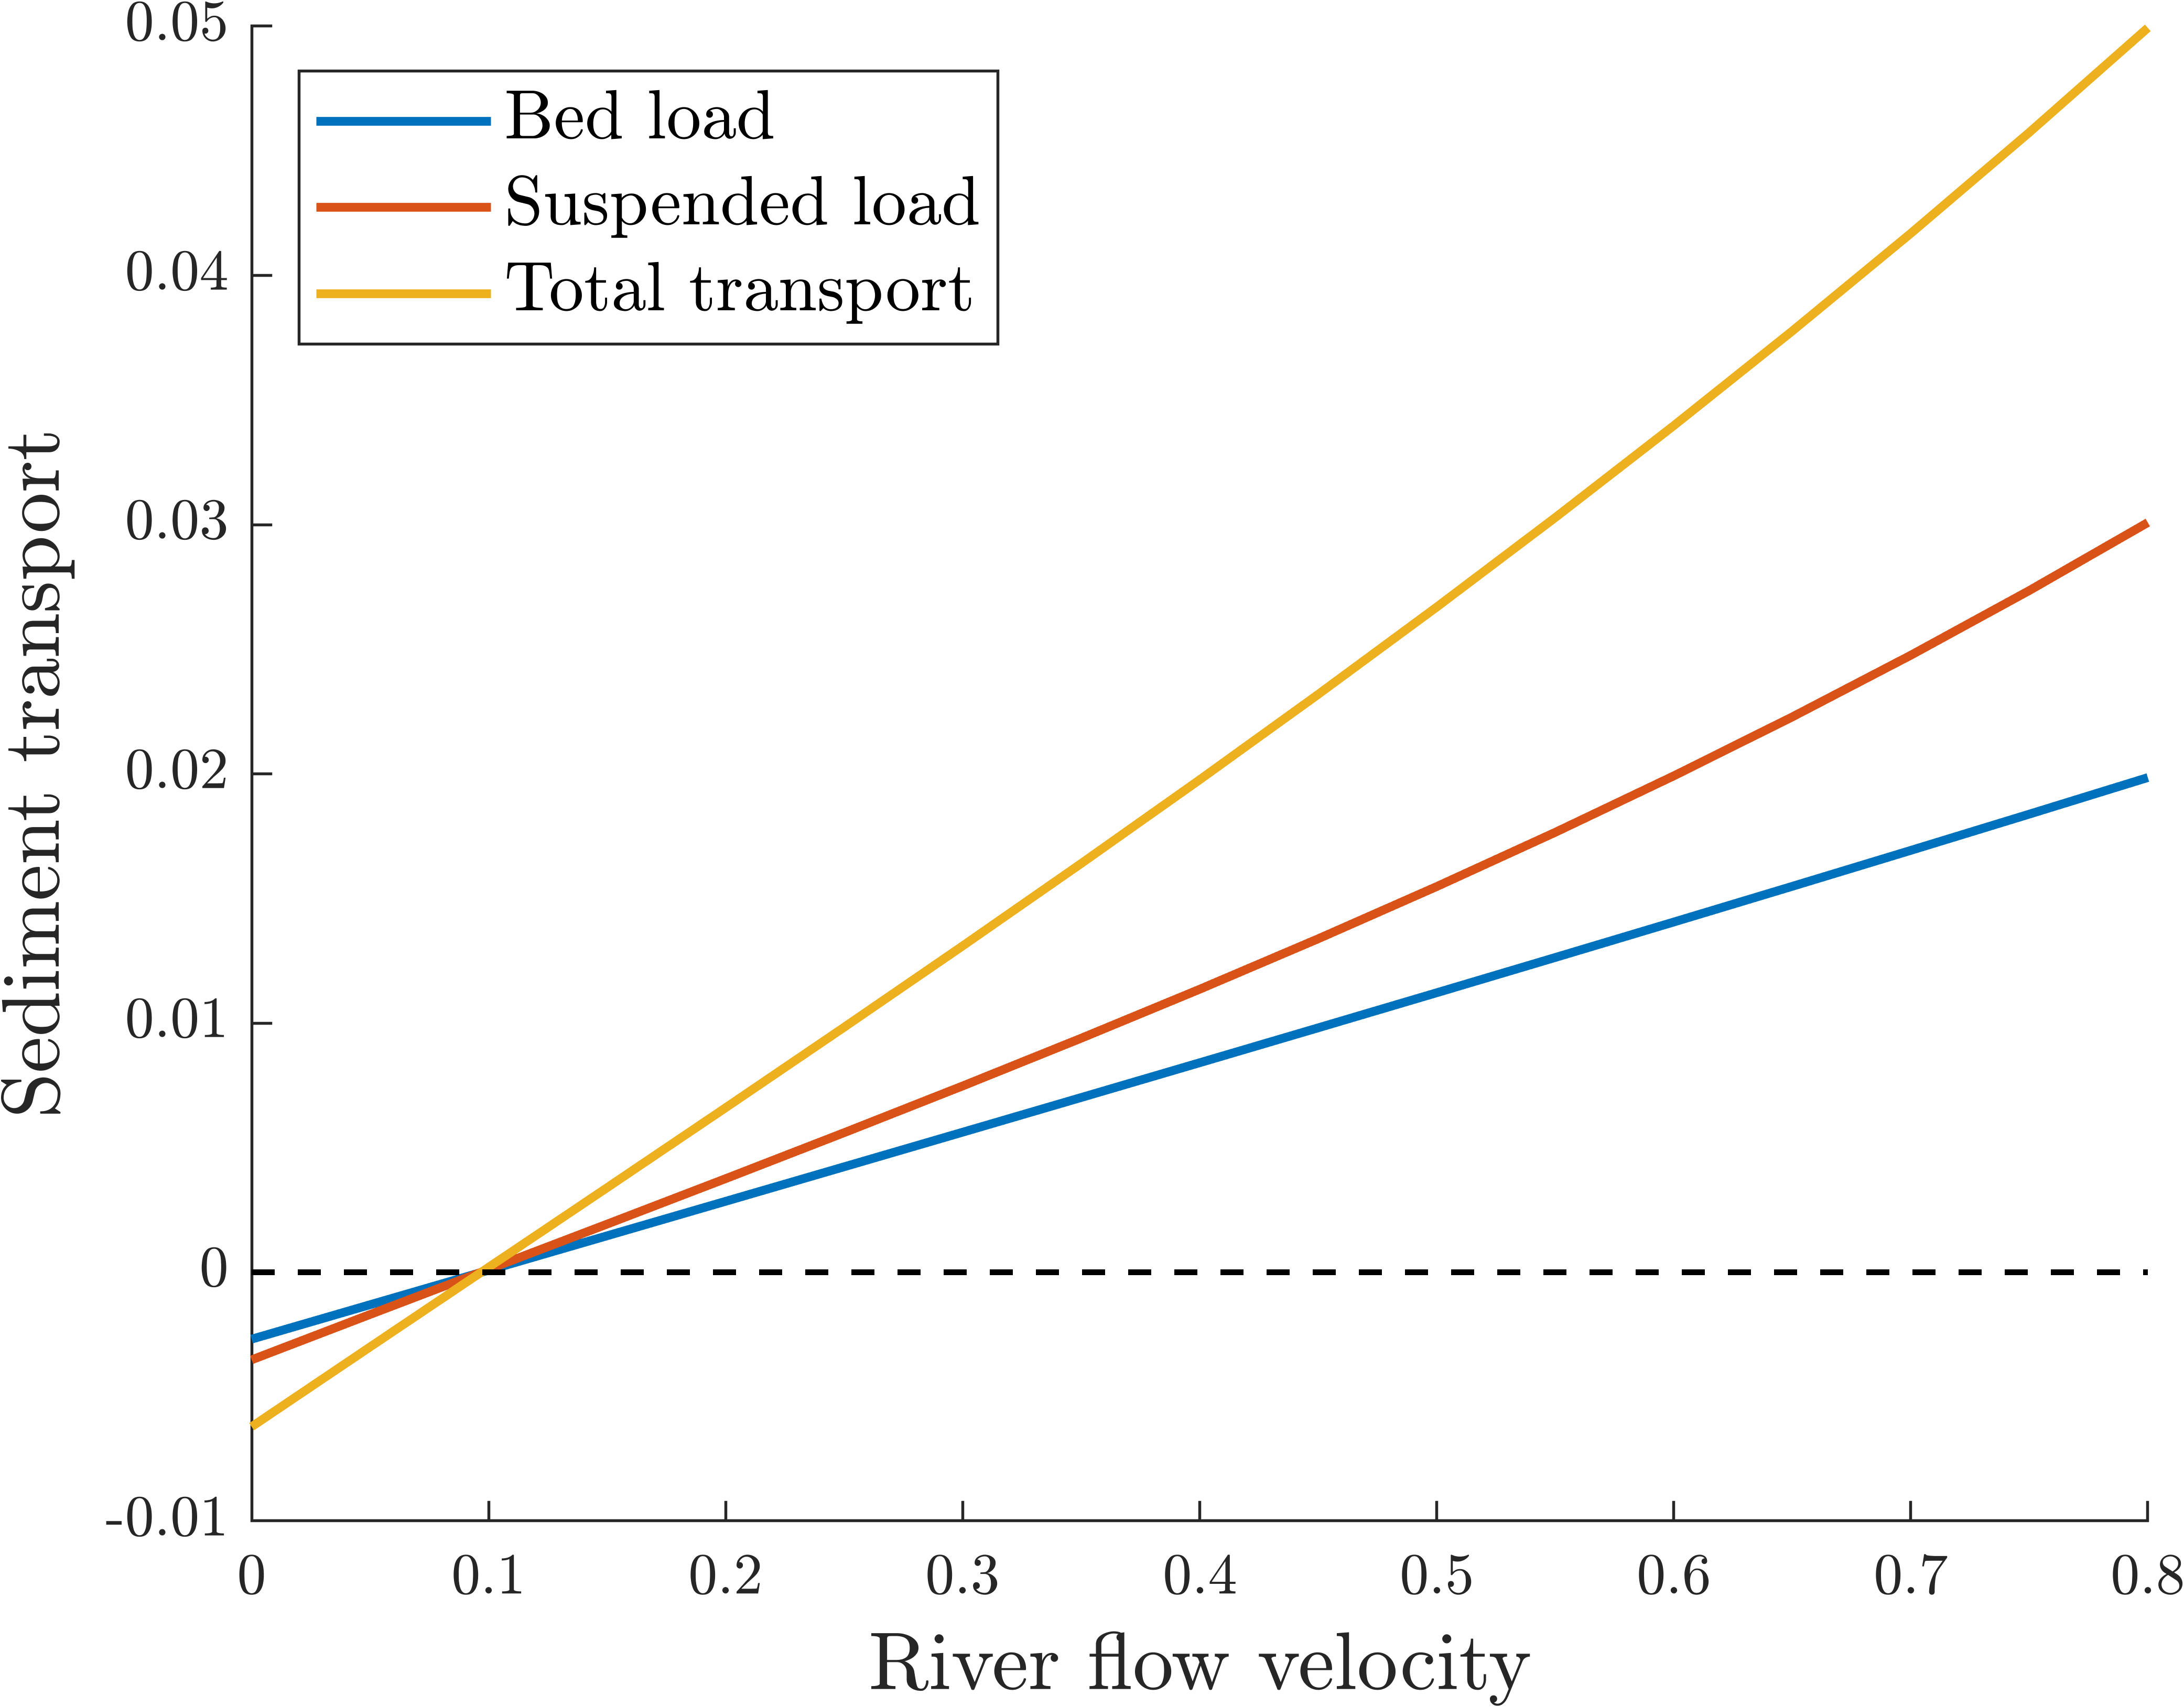 0.05
0.04
0.03
0.02
0.01
0
-0.01
Sediment transport
Bed load
Suspended load
Total transport
0 0.1 0.2 0.3 0.4 0.5 0.6 0.7 0.8
River flow velocity